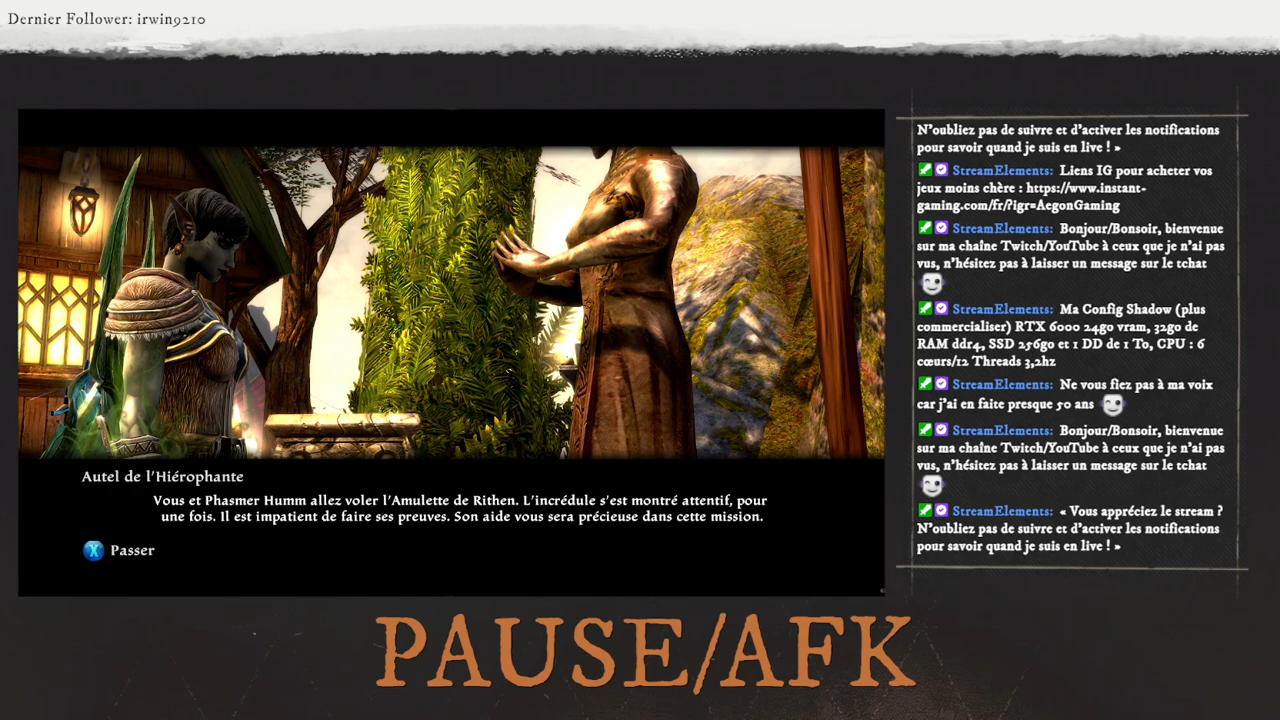 Dernier Follower: irwin9210
N'oubliez pas de suivre et d'activer les notifications
pour savoir quand je suis en live ! »
StreamElements: Liens IG pour acheter vos
jeux moins chère : https://www.instant-
gaming.com/fr/?igr=AegonGaming
StreamElements: Bonjour/Bonsoir, bienvenue
sur ma chaîne Twitch/YouTube à ceux que je n'ai pas
vus, n'hésitez pas à laisser un message sur le tchat
StreamElements: Ma Config Shadow (plus
commercialiser) RTX 6000 24go vram, 32go de
RAM ddr4, SSD 256go et 1 DD de 1 To, CPU : 6
cœurs/12 Threads 3,2hz
StreamElements: Ne vous fiez pas à ma voix
car j'ai en faite presque 50 ans
StreamElements: Bonjour/Bonsoir, bienvenue
sur ma chaîne Twitch/YouTube à ceux que je n'ai pas
vus, n'hésitez pas à laisser un message sur le tchat
StreamElements: « Vous appréciez le stream ?
N'oubliez pas de suivre et d'activer les notifications
pour savoir quand je suis en live ! »
Autel de l'Hiérophante
Vous et Phasmer Humm allez voler l'Amulette de Rithen. L'incrédule s'est montré attentif, pour
une fois. Il est impatient de faire ses preuves. Son aide vous sera précieuse dans cette mission.
X Passer
PAUSE/AFK